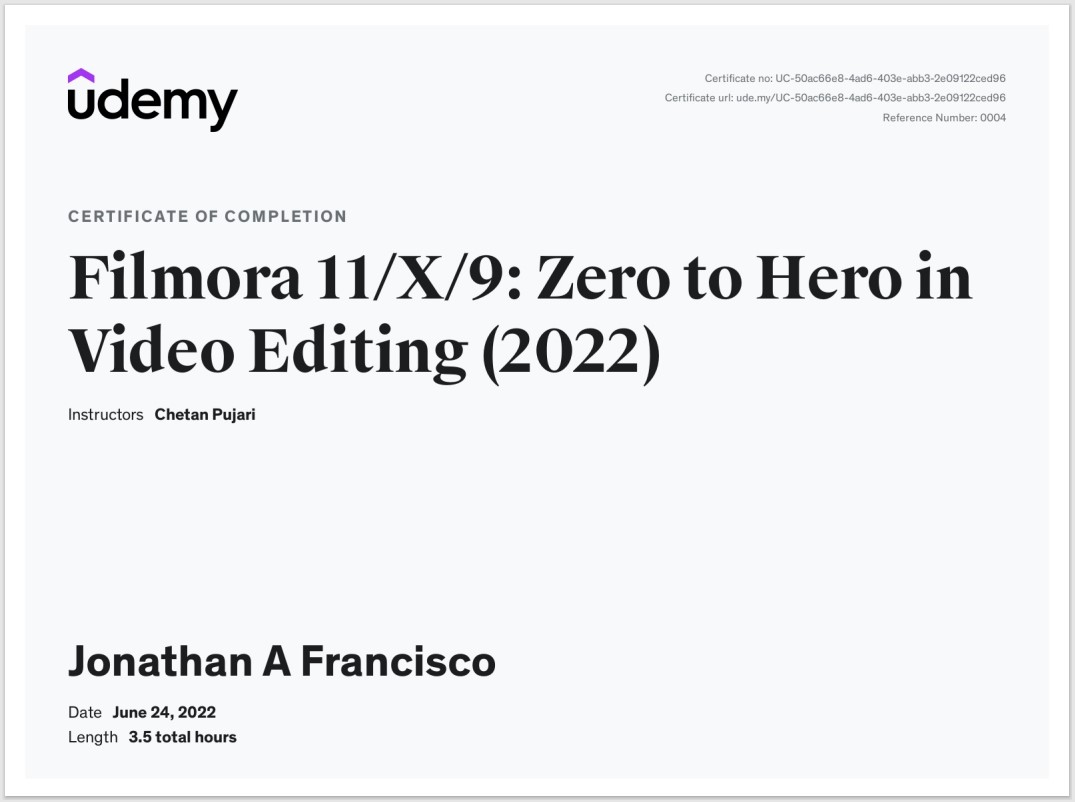 udemy
Certificate no: UC-50ac66e8-4ad6-403e-abb3-2e09122ced96
Certificate url: ude.my/UC-50ac66e8-4ad6-403e-abb3-2e09122ced96
Reference Number: 0004
CERTIFICATE OF COMPLETION
Filmora 11/X/9: Zero to Hero in
Video Editing (2022)
Instructors Chetan Pujari
Jonathan A Francisco
Date June 24, 2022
Length 3.5 total hours